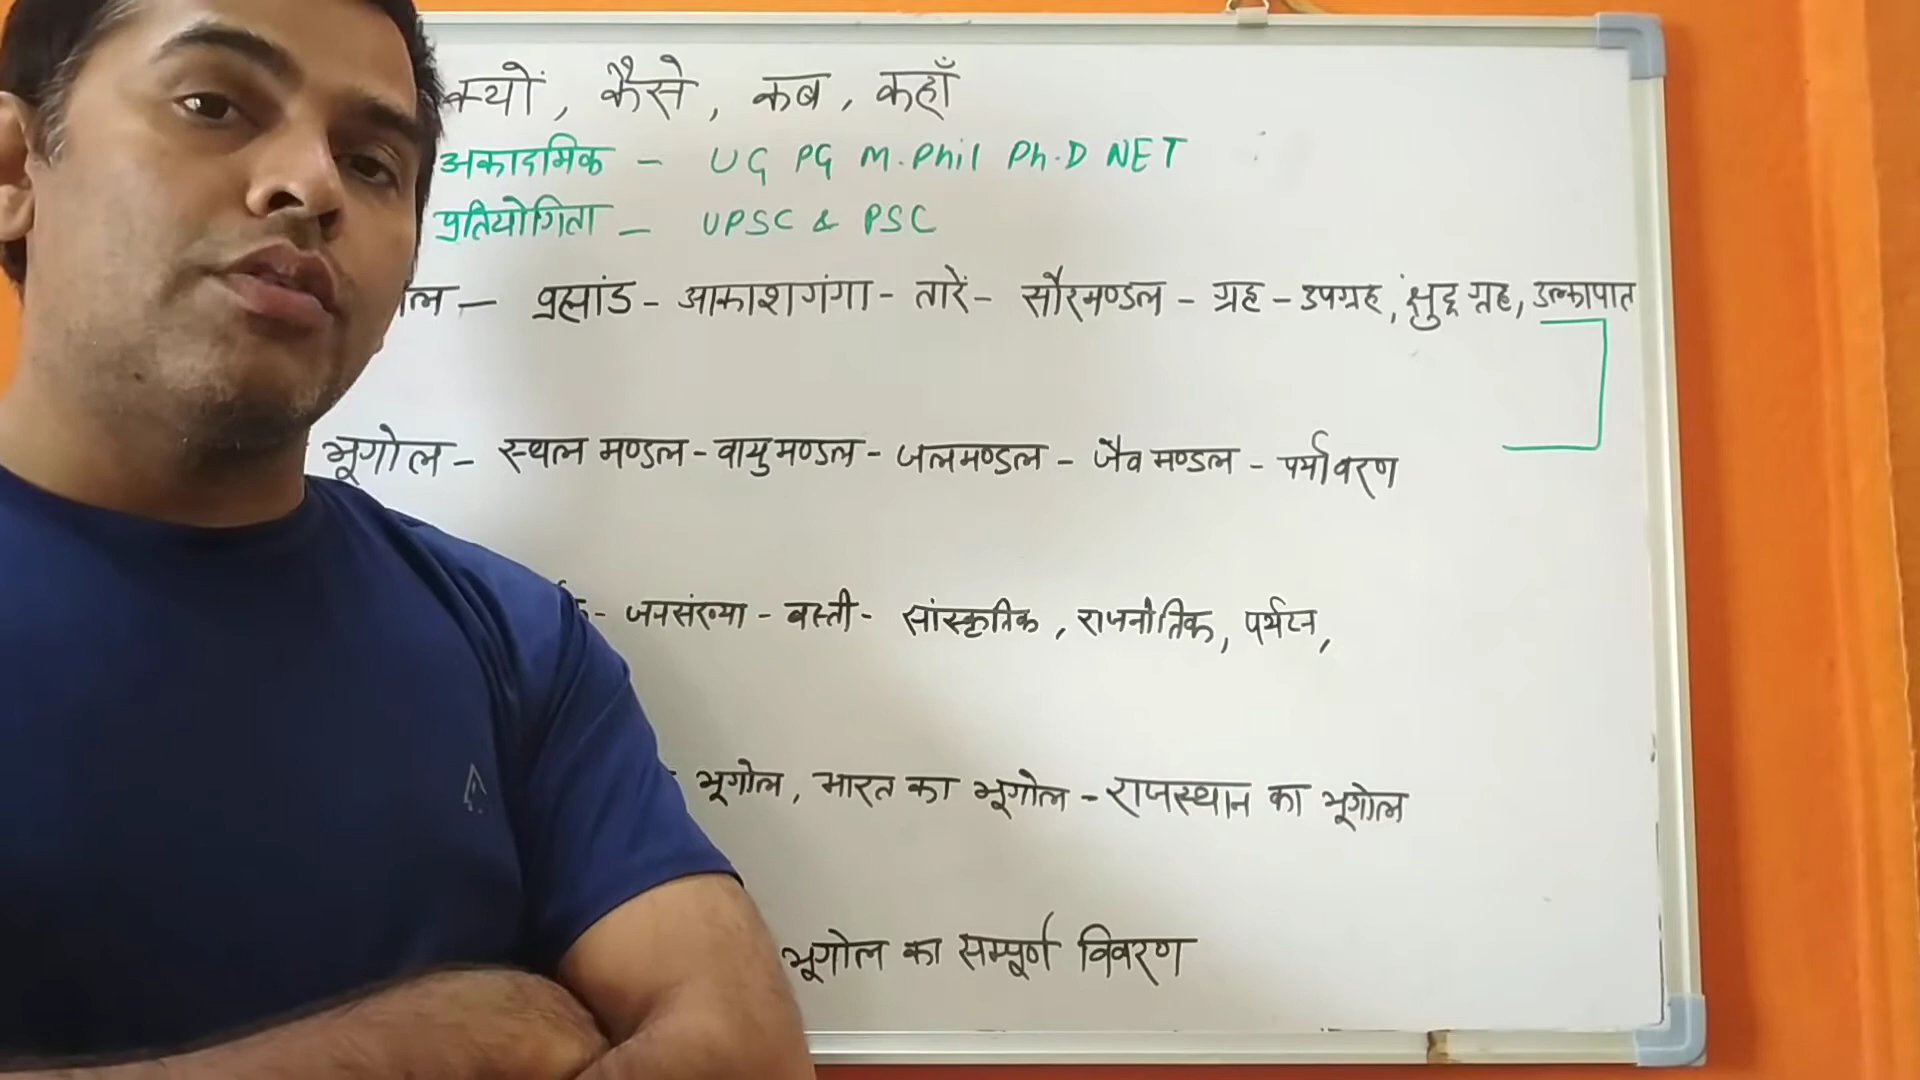 क्यों, कैसे, कब, कहाँ
अकादमिक - UG PG M.Phil Ph.D NET
प्रतियोगिता - UPSC & PSC
ल - ब्रह्मांड - आकाशगंगा - तारें - सौरमण्डल - ग्रह - उपग्रह, क्षुद्र ग्रह, उल्कापात
भूगोल - स्थल मण्डल - वायुमण्डल - जलमण्डल - जैव मण्डल - पर्यावरण
जनसंख्या - बस्ती - सांस्कृतिक, राजनीतिक, पर्यटन,
भूगोल, भारत का भूगोल - राजस्थान का भूगोल
भूगोल का सम्पूर्ण विवरण